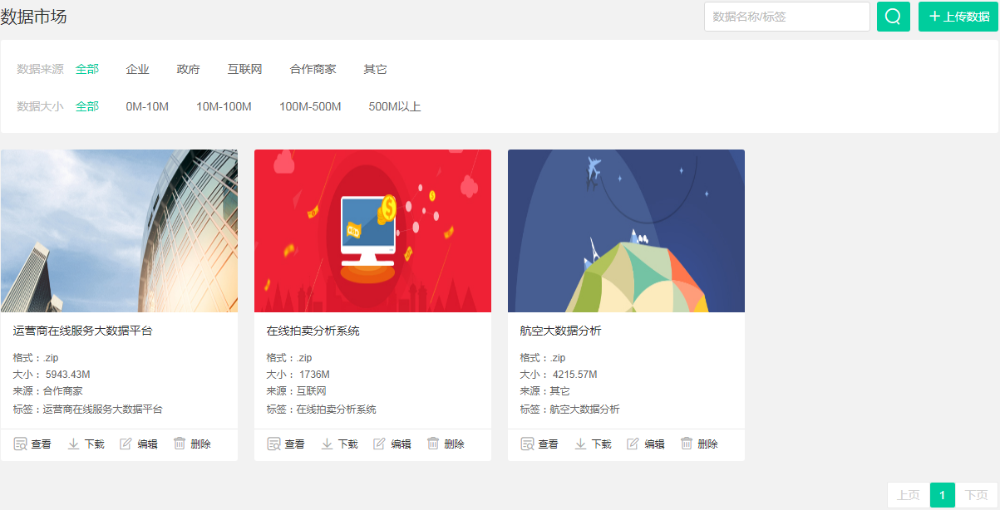 数据市场
数据名称/标签
上传数据
数据来源 全部 企业 政府 互联网 合作商家 其它
数据大小 全部 0M-10M 10M-100M 100M-500M 500M以上
运营商在线服务大数据平台
格式：.zip
大小： 5943.43M
来源：合作商家
标签：运营商在线服务大数据平台
查看 下载 编辑 删除
在线拍卖分析系统
格式：.zip
大小： 1736M
来源：互联网
标签：在线拍卖分析系统
查看 下载 编辑 删除
航空大数据分析
格式：.zip
大小： 4215.57M
来源：其它
标签：航空大数据分析
查看 下载 编辑 删除
上页 1 下页